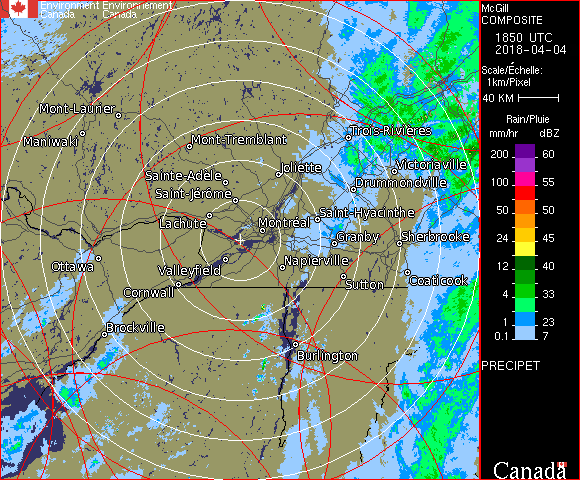 Environment Environnement
Canada Canada
McGill
COMPOSITE
1850 UTC
2018-04-04
Scale/Échelle:
1km/Pixel
40 KM
Rain/Pluie
mm/hr dBZ
200 60
100 55
50 50
24 45
12 40
4 33
1 23
0.1 7
PRECIPET
Canada
Mont-Laurier
Maniwaki
Mont-Tremblant
Trois-Rivières
Joliette
Victoriaville
Sainte-Adèle
Drummondville
Saint-Jérôme
Lachute
Saint-Hyacinthe
Montréal
Granby
Sherbrooke
Ottawa
Valleyfield
Napierville
Cornwall
Sutton
Coaticook
Brockville
Burlington